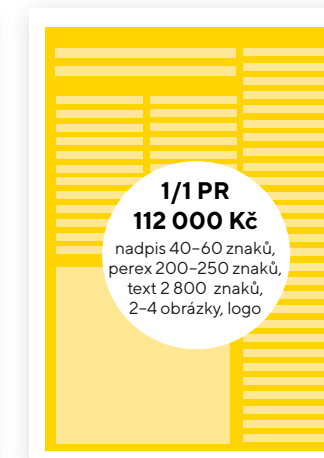 1/1 PR
112 000 Kč
nadpis 40–60 znaků,
perex 200–250 znaků,
text 2 800 znaků,
2–4 obrázky, logo